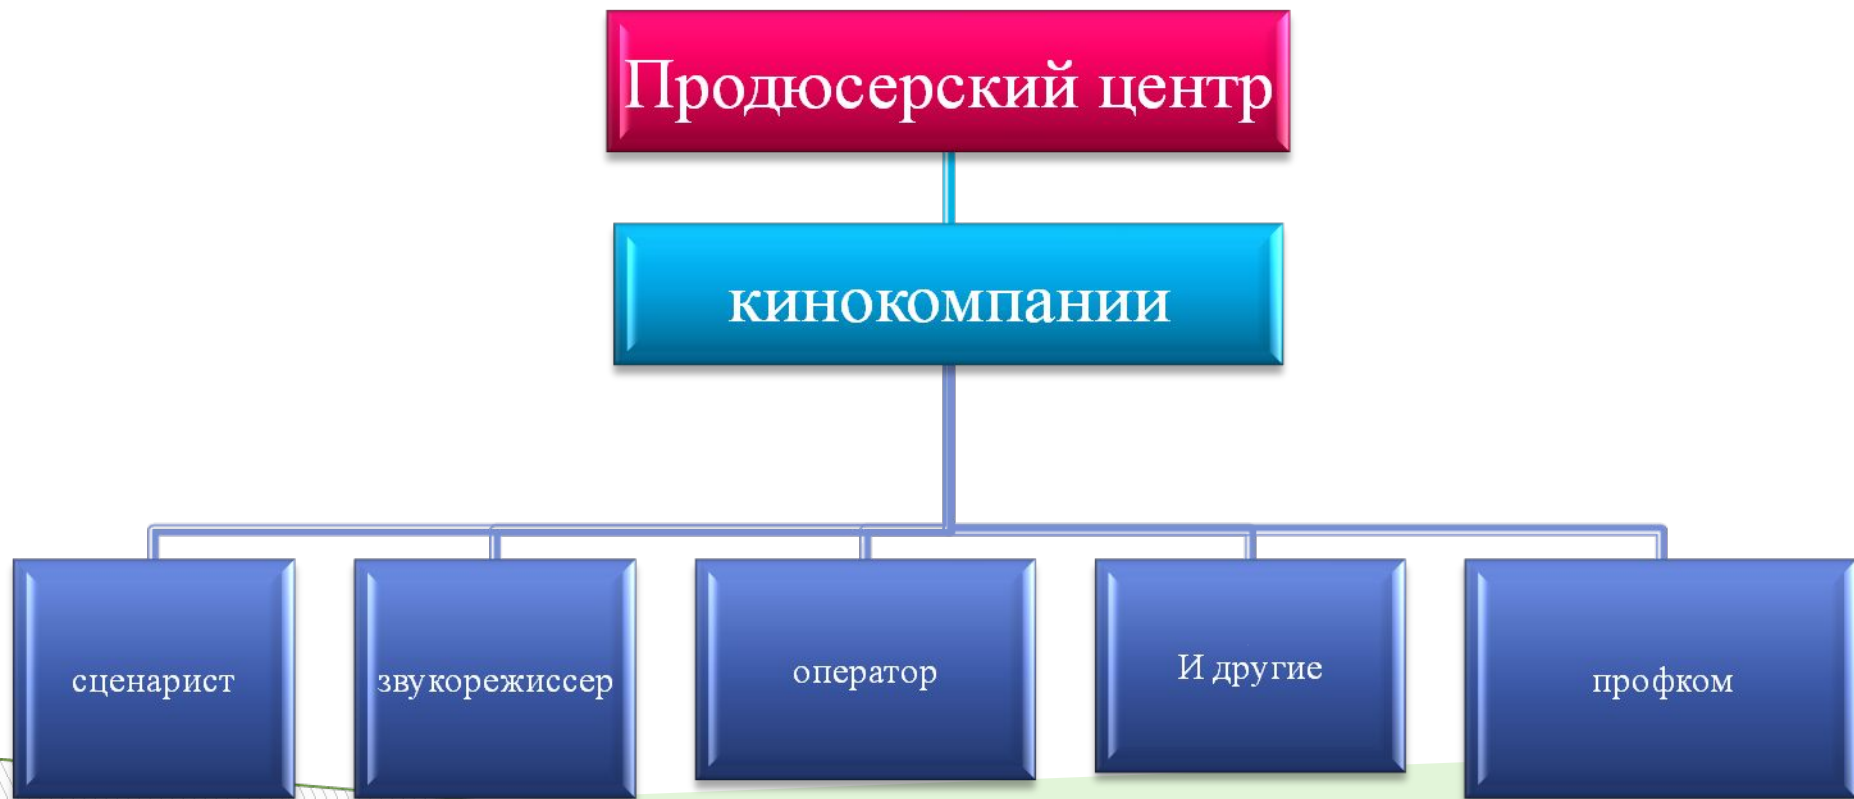 Продюсерский центр
кинокомпании
сценарист
звукорежиссер
оператор
И другие
профком